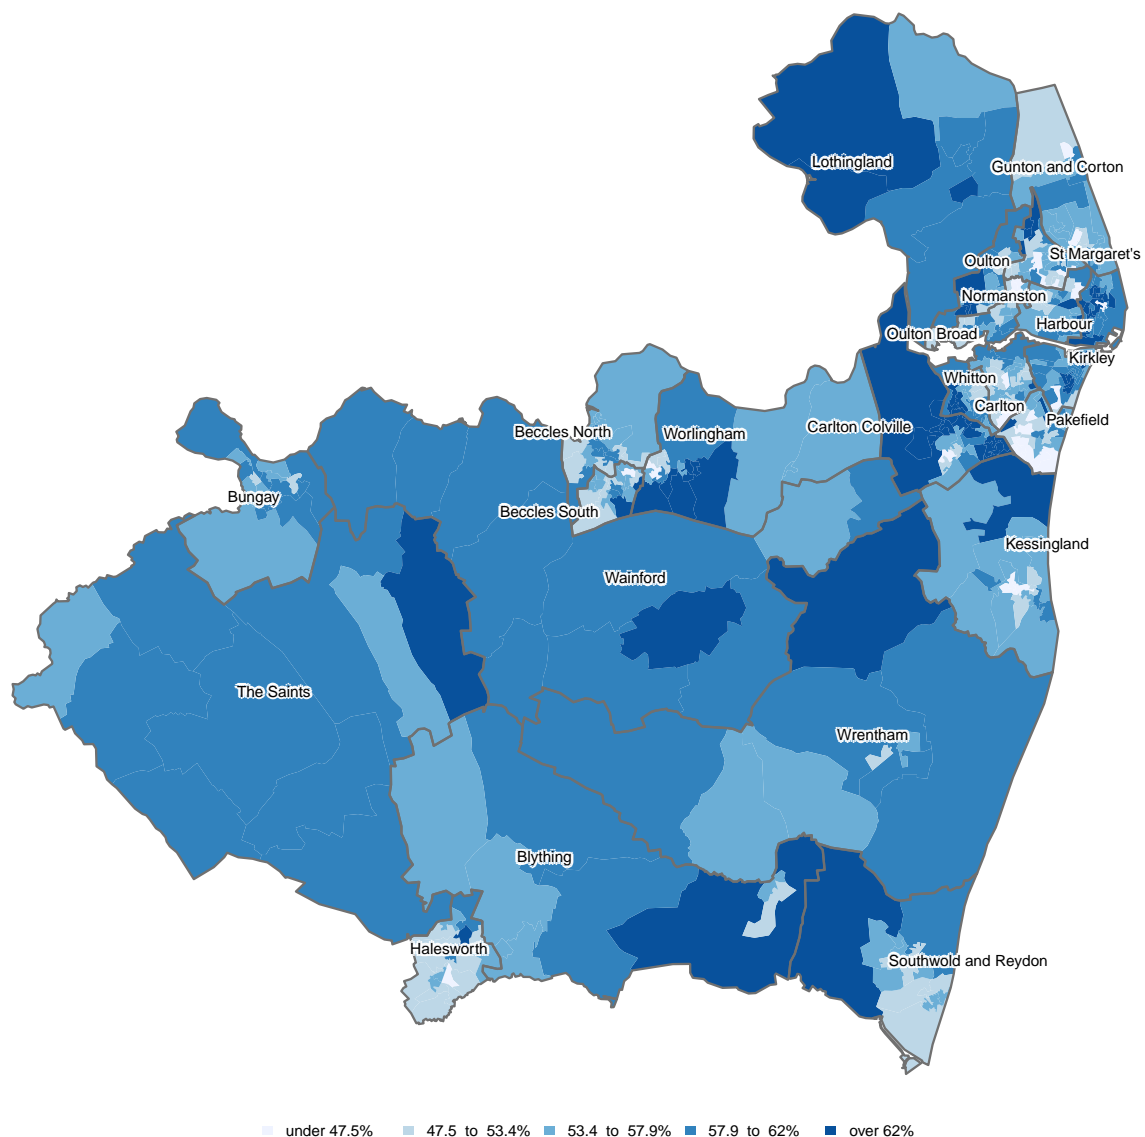 Lothingland
Gunton and Corton
St Margaret's
Oulton
Normanston
Harbour
Oulton Broad
Kirkley
Whitton
Carlton
Pakefield
Carlton Colville
Beccles North
Worlingham
Bungay
Beccles South
Kessingland
Wainford
The Saints
Wrentham
Blything
Halesworth
Southwold and Reydon
under 47.5% 47.5 to 53.4% 53.4 to 57.9% 57.9 to 62% over 62%